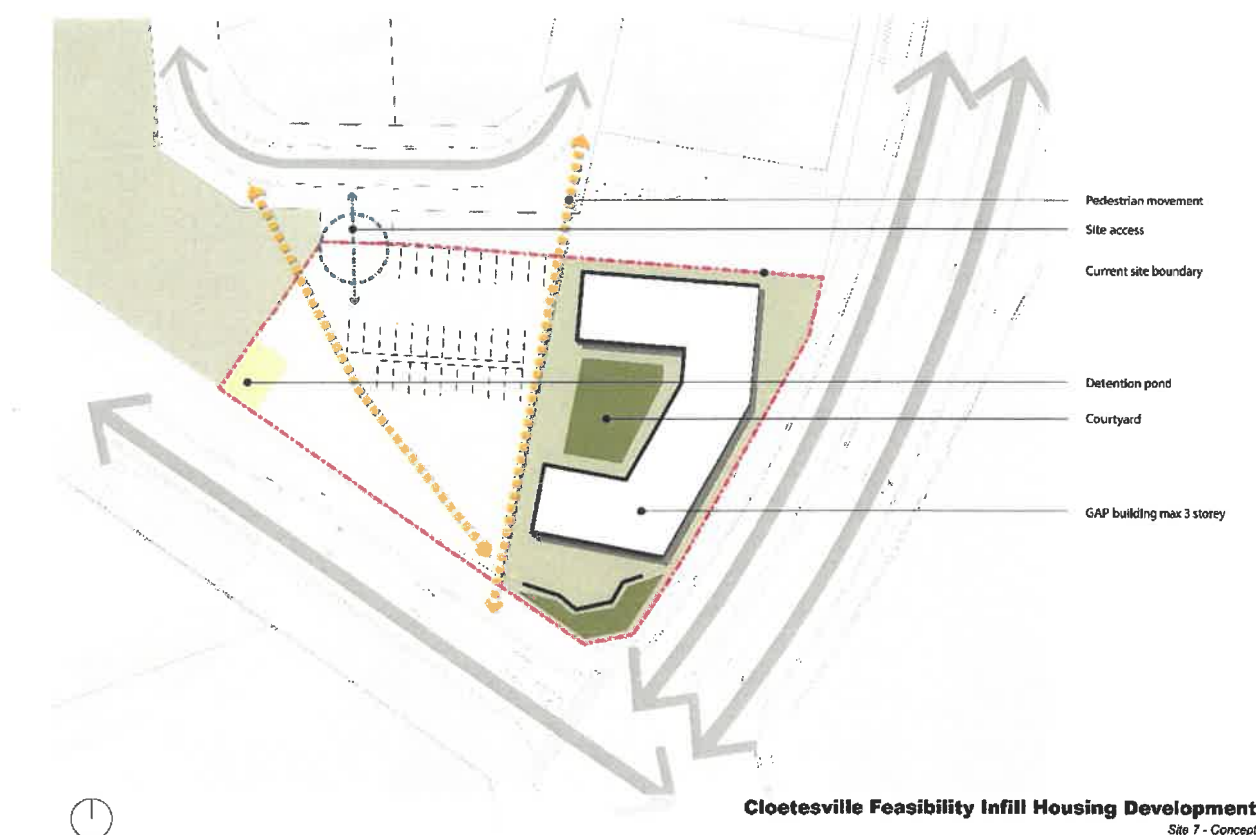 Pedestrian movement
Site access
Current site boundary
Detention pond
Courtyard
GAP building max 3 storey
Cloetesville Feasibility Infill Housing Development
Site 7 - Concept